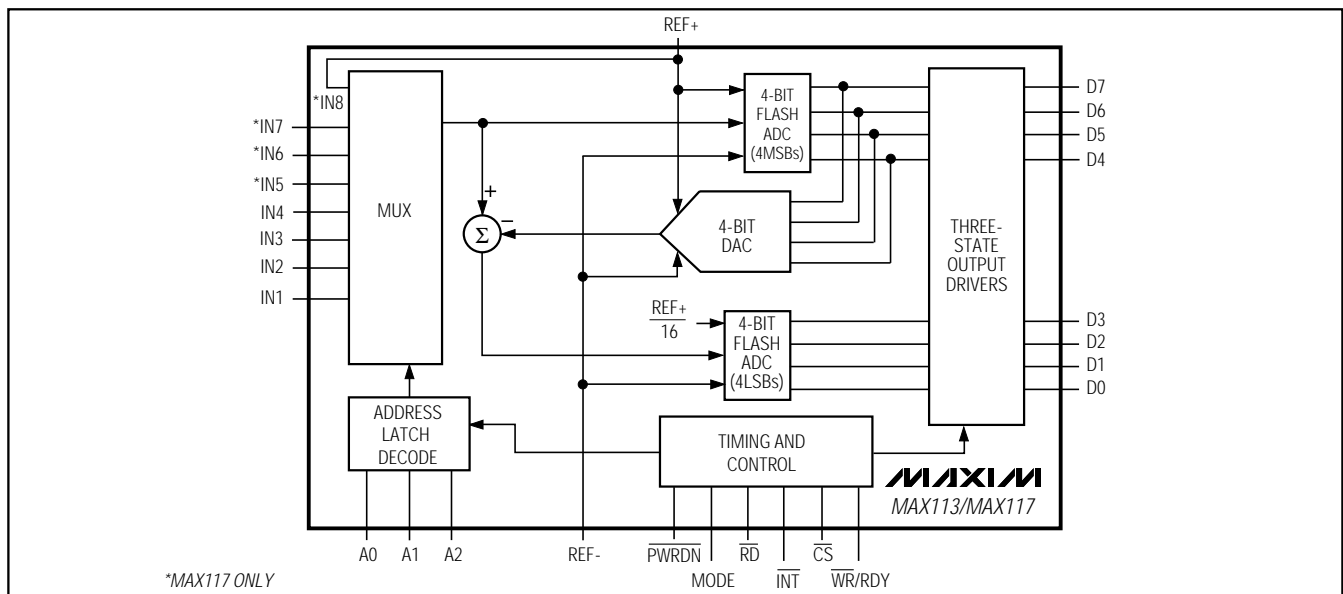 REF+
*IN8
*IN7
*IN6
*IN5
IN4
IN3
IN2
IN1
MUX
+
−
Σ
4-BIT
FLASH
ADC
(4MSBs)
4-BIT
DAC
REF+
16
4-BIT
FLASH
ADC
(4LSBs)
THREE-
STATE
OUTPUT
DRIVERS
D7
D6
D5
D4
D3
D2
D1
D0
ADDRESS
LATCH
DECODE
TIMING AND
CONTROL
MAXIM
MAX113/MAX117
A0
A1
A2
REF-
PWRDN
MODE
RD
INT
CS
WR/RDY
*MAX117 ONLY